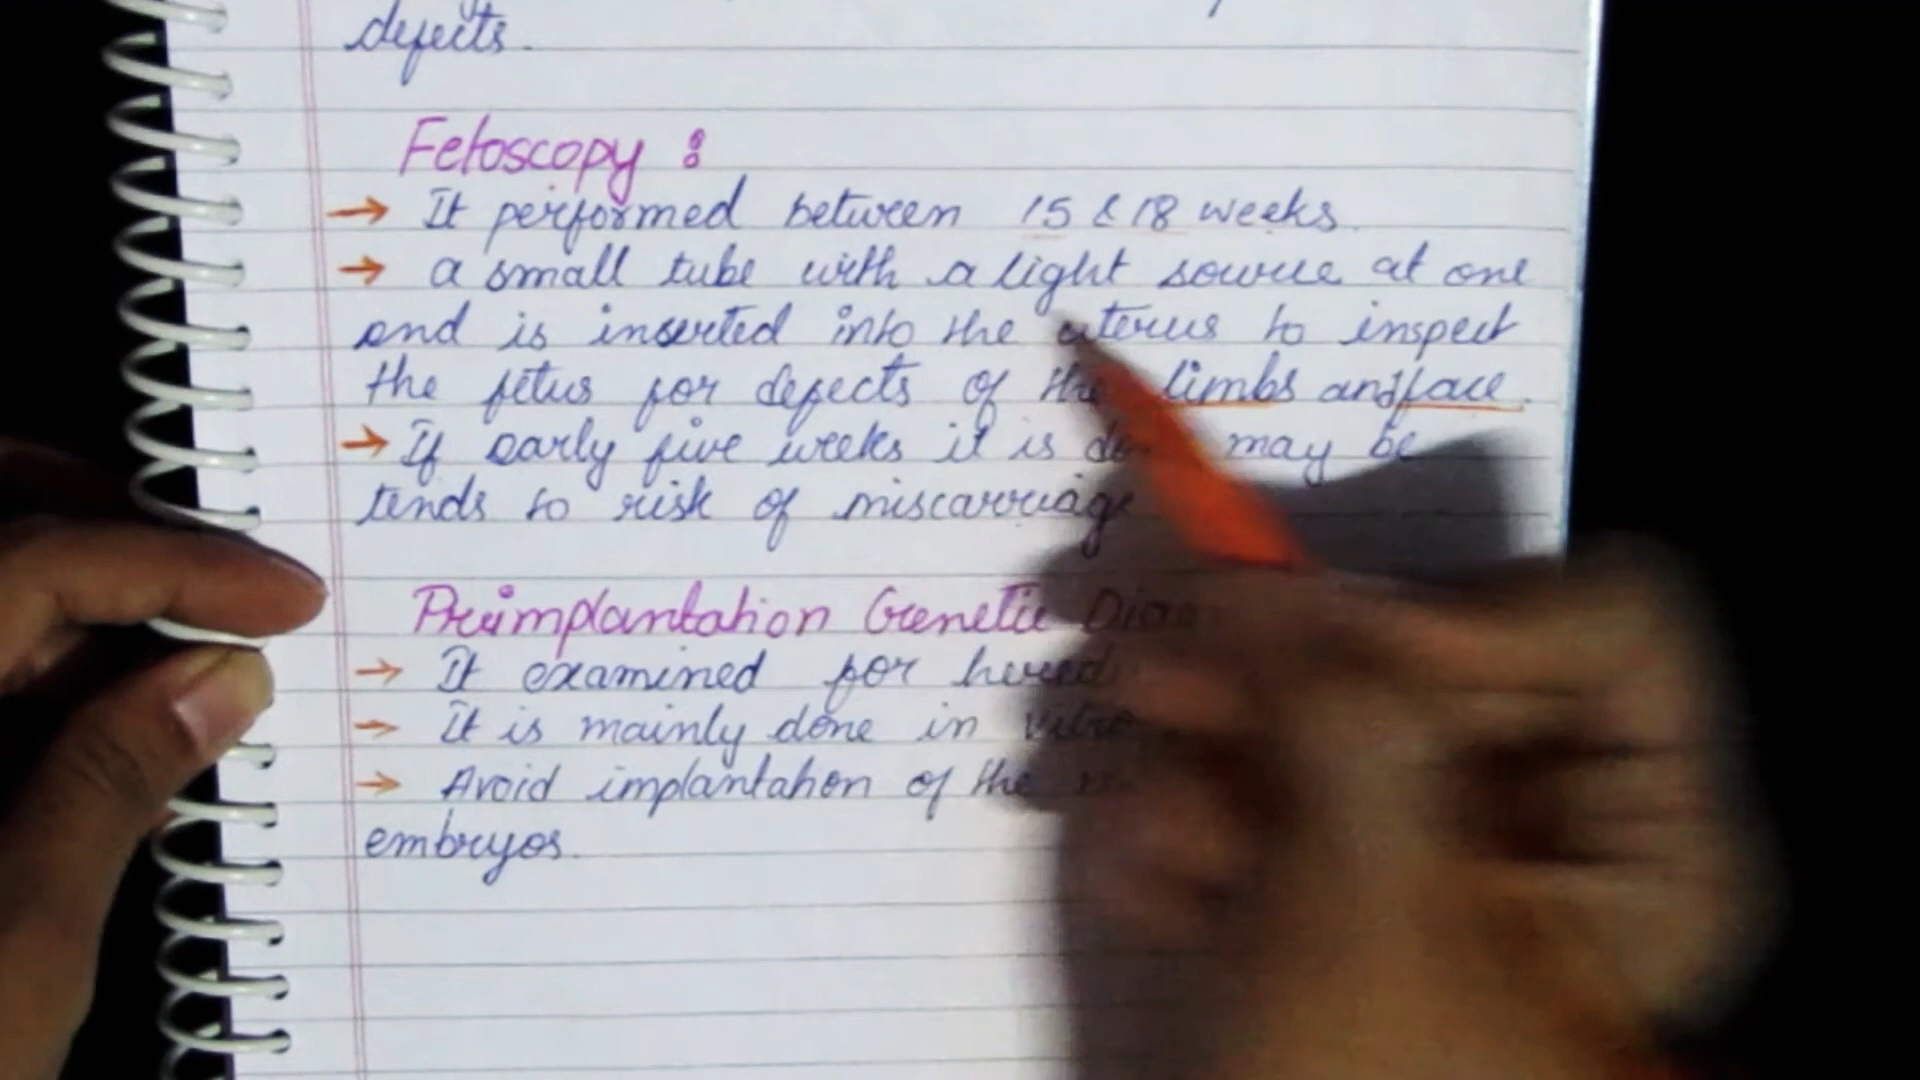 defects.
Fetoscopy :
→ It performed between 15 & 18 weeks.
→ a small tube with a light source at one
end is inserted into the uterus to inspect
the fetus for defects of the limbs and face.
→ If early five weeks it is may be
tends to risk of miscarriage
Preimplantation Genetic
→ It examined for
→ It is mainly done in vitro
→ Avoid implantation of the
embryos.